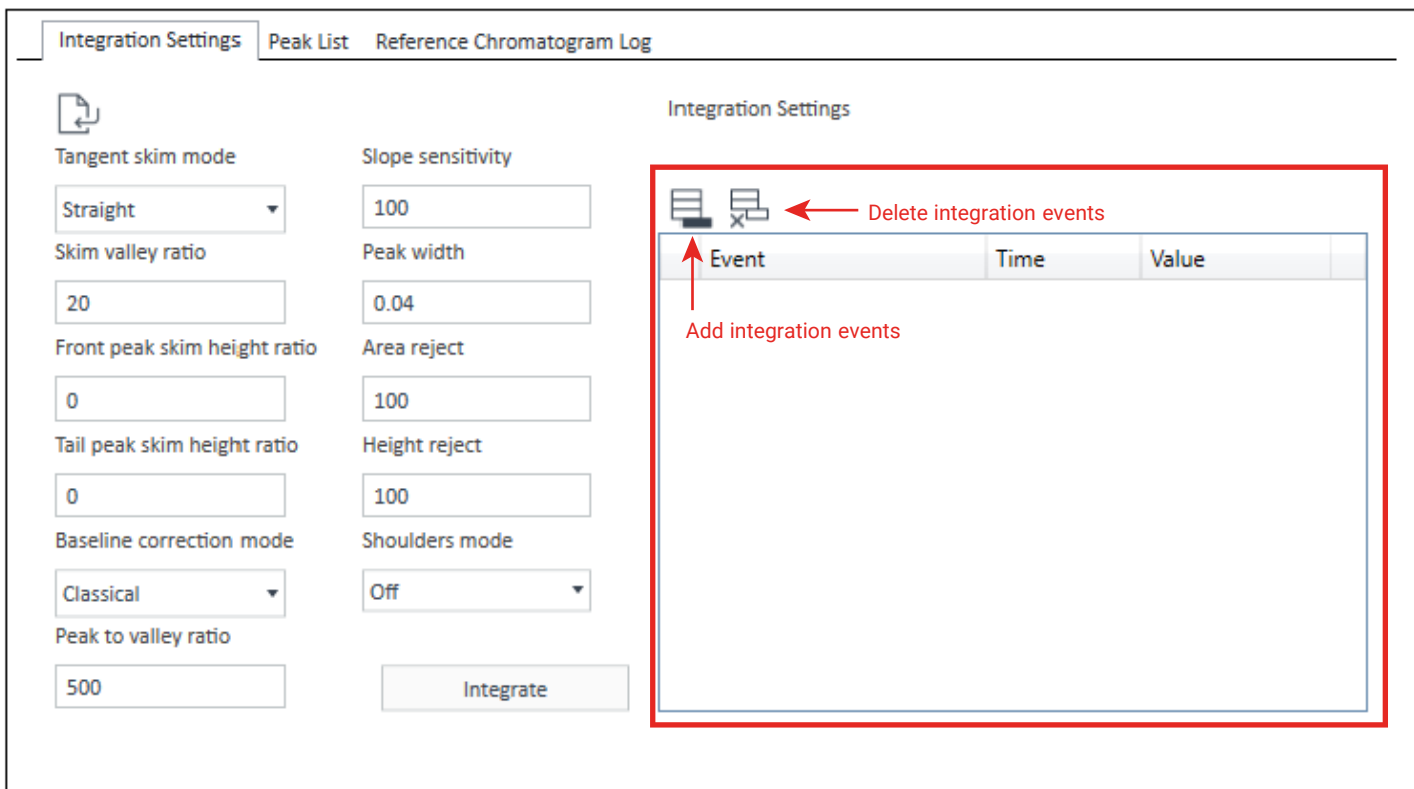 Integration Settings
Peak List
Reference Chromatogram Log
Integration Settings
Tangent skim mode
Slope sensitivity
Straight
100
Skim valley ratio
Peak width
20
0.04
Front peak skim height ratio
Area reject
0
100
Tail peak skim height ratio
Height reject
0
100
Baseline correction mode
Shoulders mode
Classical
Off
Peak to valley ratio
500
Integrate
Delete integration events
Event
Time
Value
Add integration events